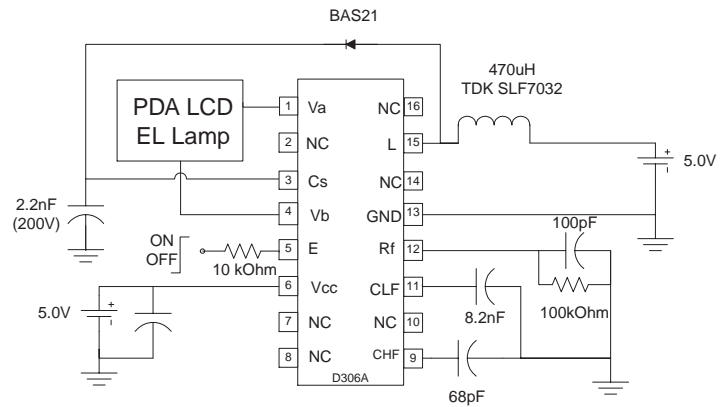 BAS21
470uH
TDK SLF7032
PDA LCD
EL Lamp
1 Va
NC 16
2 NC
L 15
5.0V
+
−
3 Cs
NC 14
2.2nF
(200V)
4 Vb
GND 13
100pF
ON
OFF
10 kOhm
5 E
Rf 12
6 Vcc
CLF 11
8.2nF
100kOhm
5.0V
+
−
7 NC
NC 10
8 NC
CHF 9
68pF
D306A